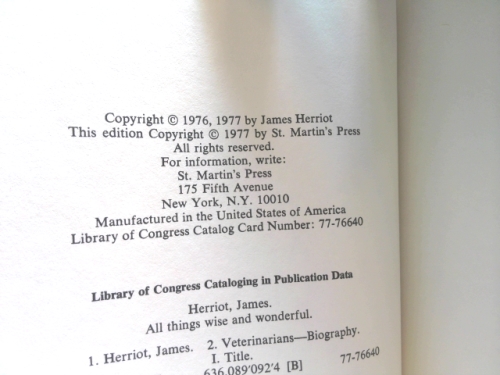 Copyright © 1976, 1977 by James Herriot
This edition Copyright © 1977 by St. Martin's Press
All rights reserved.
For information, write:
St. Martin's Press
175 Fifth Avenue
New York, N.Y. 10010
Manufactured in the United States of America
Library of Congress Catalog Card Number: 77-76640
Library of Congress Cataloging in Publication Data
Herriot, James.
All things wise and wonderful.
1. Herriot, James. 2. Veterinarians—Biography.
I. Title.
636.089'092'4 [B] 77-76640